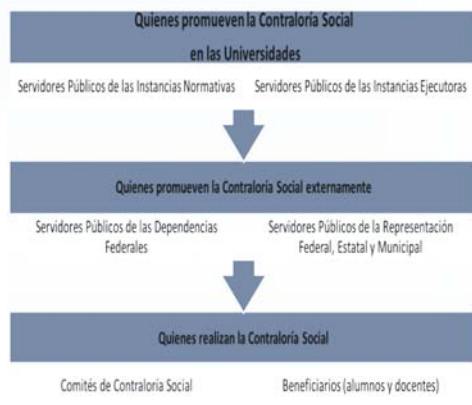 Quienes promueven la Contraloría Social
en las Universidades
Servidores Públicos de las Instancias Normativas
Servidores Públicos de las Instancias Ejecutoras
Quienes promueven la Contraloría Social externamente
Servidores Públicos de las Dependencias
Federales
Servidores Públicos de la Representación
Federal, Estatal y Municipal
Quienes realizan la Contraloría Social
Comités de Contraloría Social
Beneficiarios (alumnos y docentes)